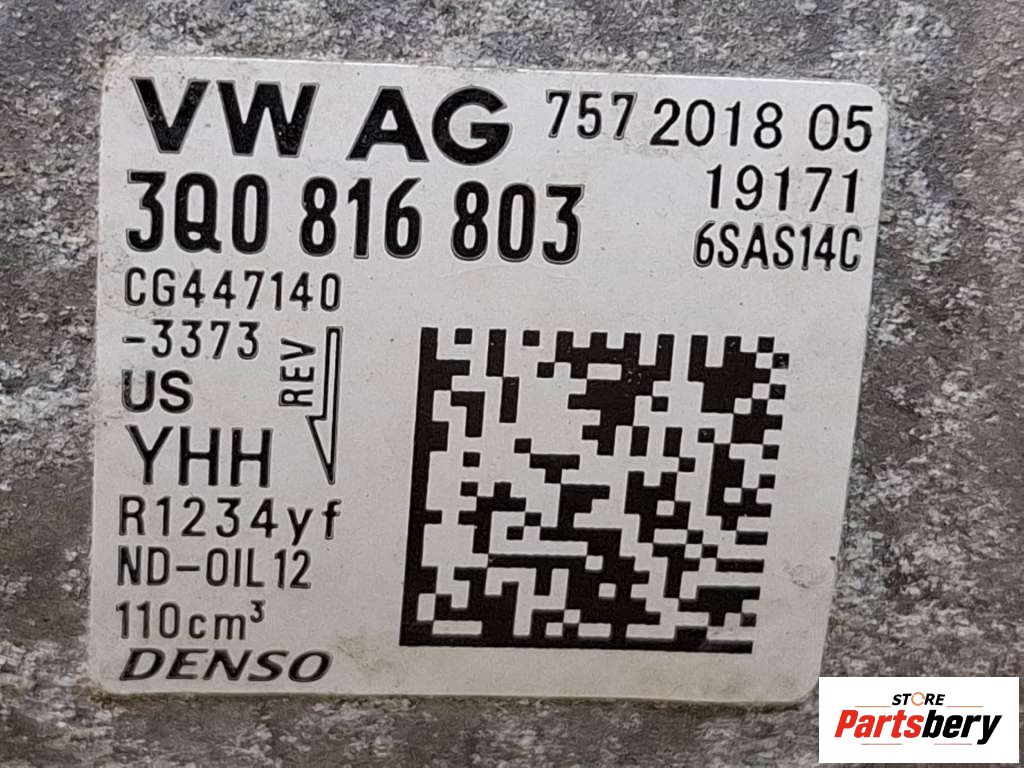 VW AG 757 2018 05
3Q0 816 803 19171
6SAS14C
CG447140
-3373
REV
US
YHH
R1234yf
ND-OIL12
110cm³
DENSO
STORE
Partsbery